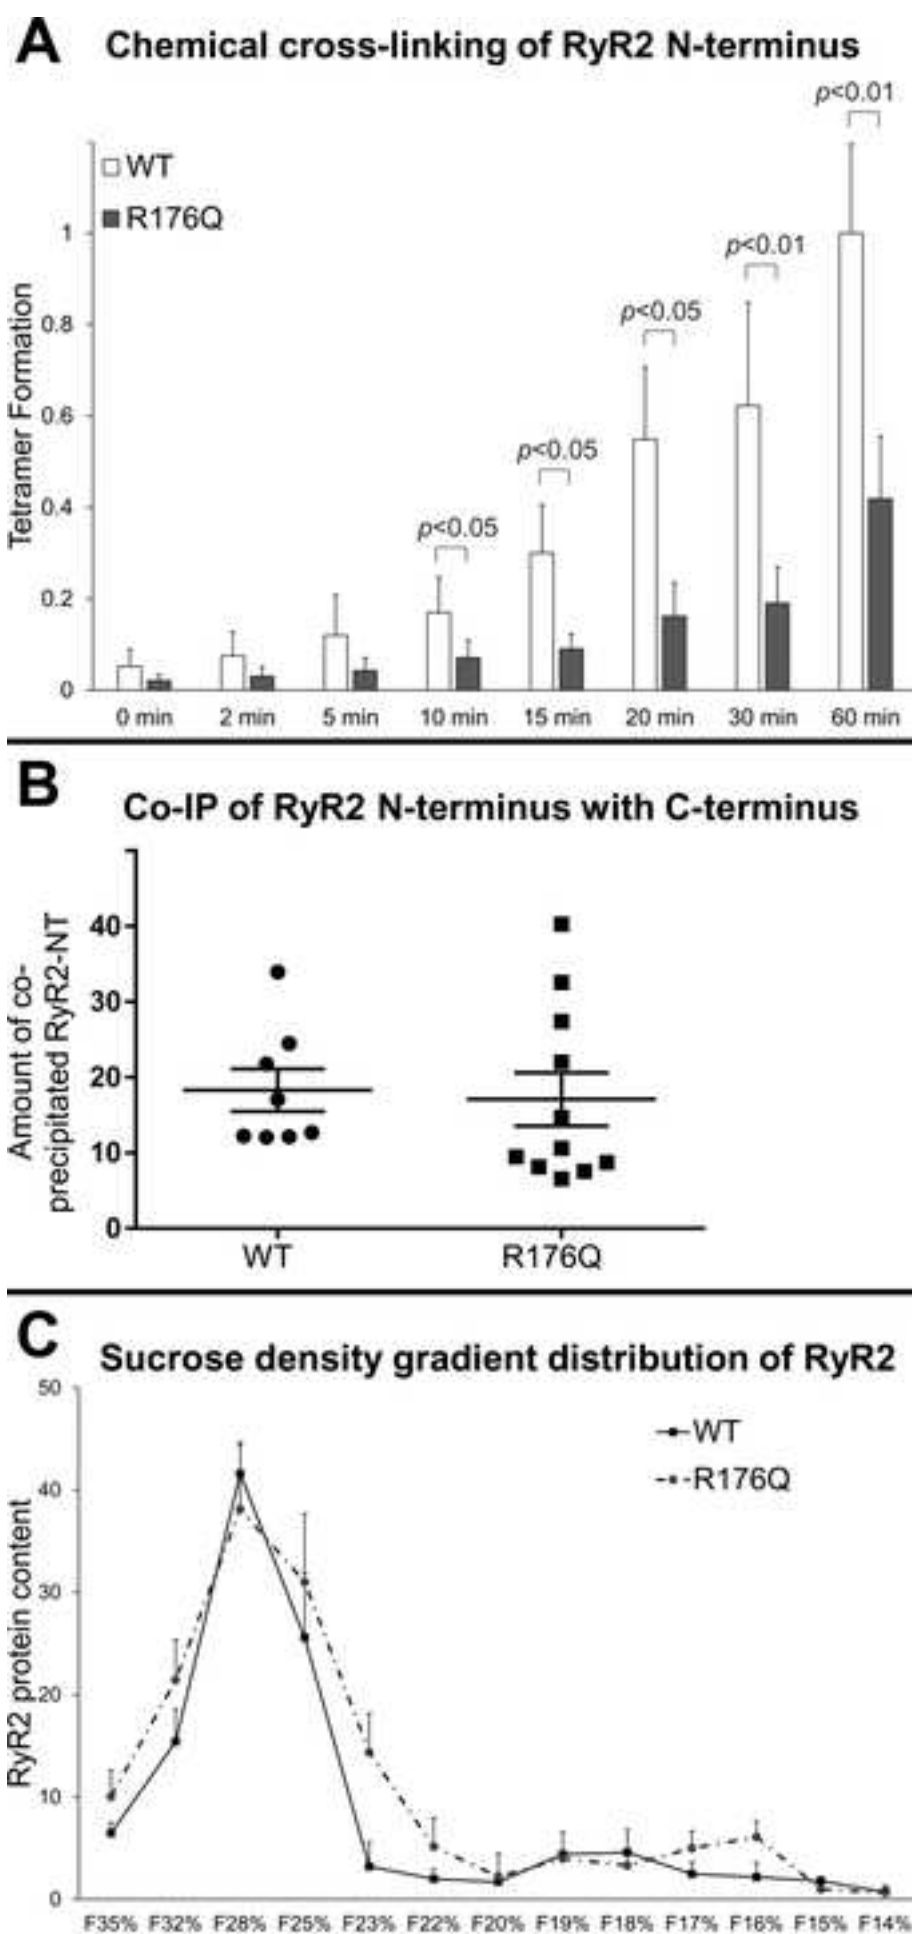 A Chemical cross-linking of RyR2 N-terminus
p<0.01
WT
R176Q
p<0.01
p<0.05
p<0.05
p<0.05
Tetramer Formation
1
0.8
0.6
0.4
0.2
0
0 min 2 min 5 min 10 min 15 min 20 min 30 min 60 min
B Co-IP of RyR2 N-terminus with C-terminus
Amount of co-
precipitated RyR2-NT
40
30
20
10
0
WT R176Q
C Sucrose density gradient distribution of RyR2
RyR2 protein content
50
40
30
20
10
0
WT
R176Q
F35% F32% F28% F25% F23% F22% F20% F19% F18% F17% F16% F15% F14%